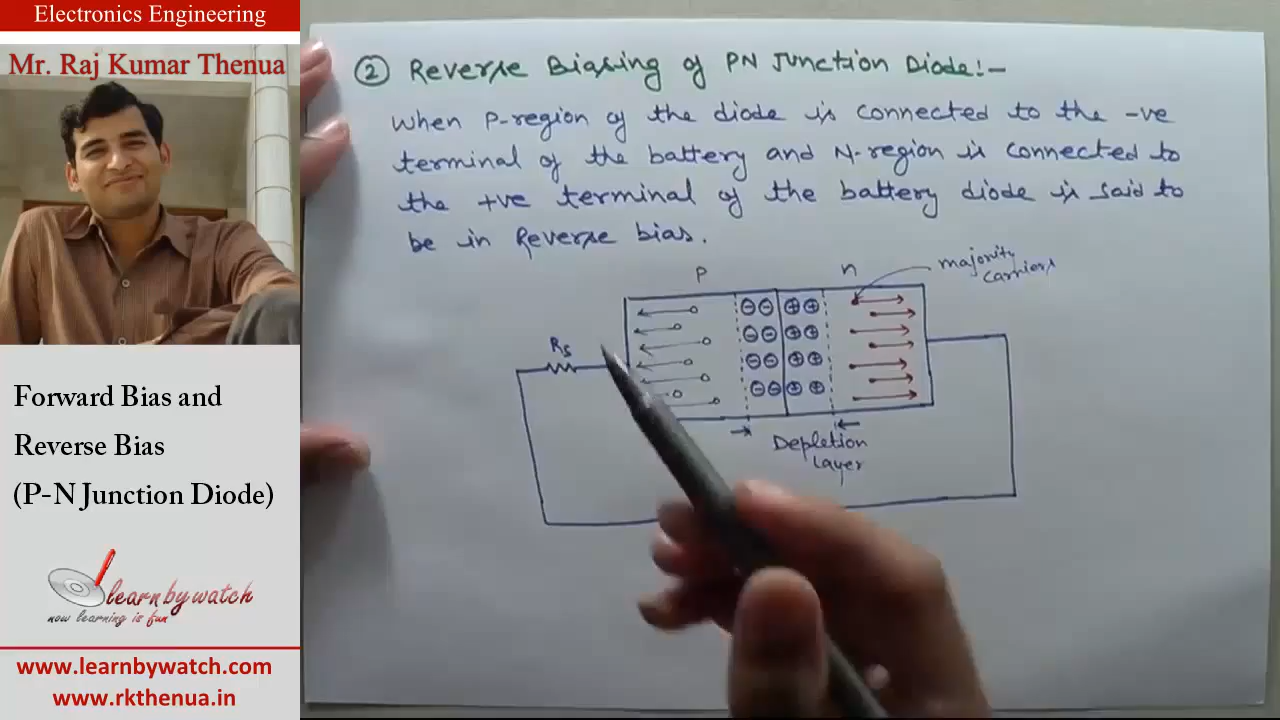 Electronics Engineering
Mr. Raj Kumar Thenua
Forward Bias and
Reverse Bias
(P-N Junction Diode)
learnbywatch
now learning is fun
www.learnbywatch.com
www.rkthenua.in
② Reverse Biasing of PN Junction Diode:-
When P-region of the diode is connected to the -ve
terminal of the battery and N-region is connected to
the +ve terminal of the battery diode is said to
be in Reverse bias.
P
n
majority
carriers
Rs
Depletion
Layer